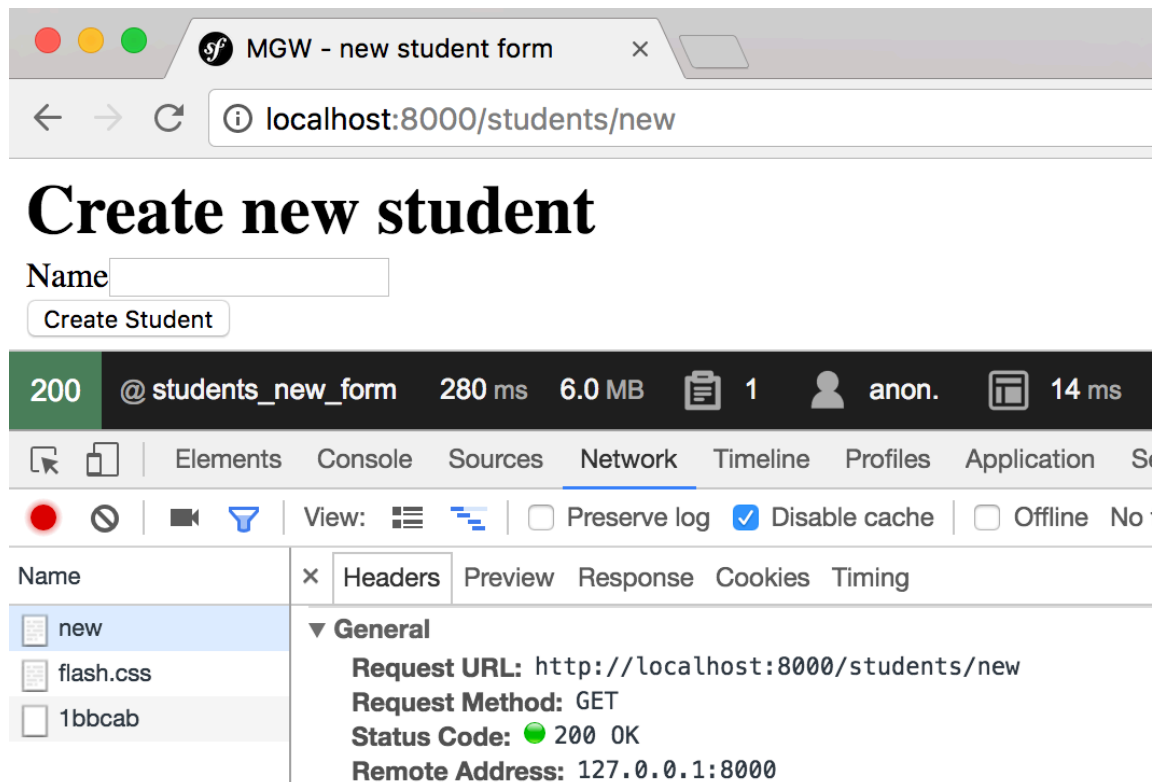 sf MGW - new student form ×
localhost:8000/students/new
Create new student
Name
Create Student
200 @ students_new_form 280 ms 6.0 MB 1 anon. 14 ms
Elements Console Sources Network Timeline Profiles Application
View: Preserve log Disable cache Offline No
Name × Headers Preview Response Cookies Timing
new ▼ General
Request URL: http://localhost:8000/students/new
flash.css
Request Method: GET
1bbcab
Status Code: 200 OK
Remote Address: 127.0.0.1:8000